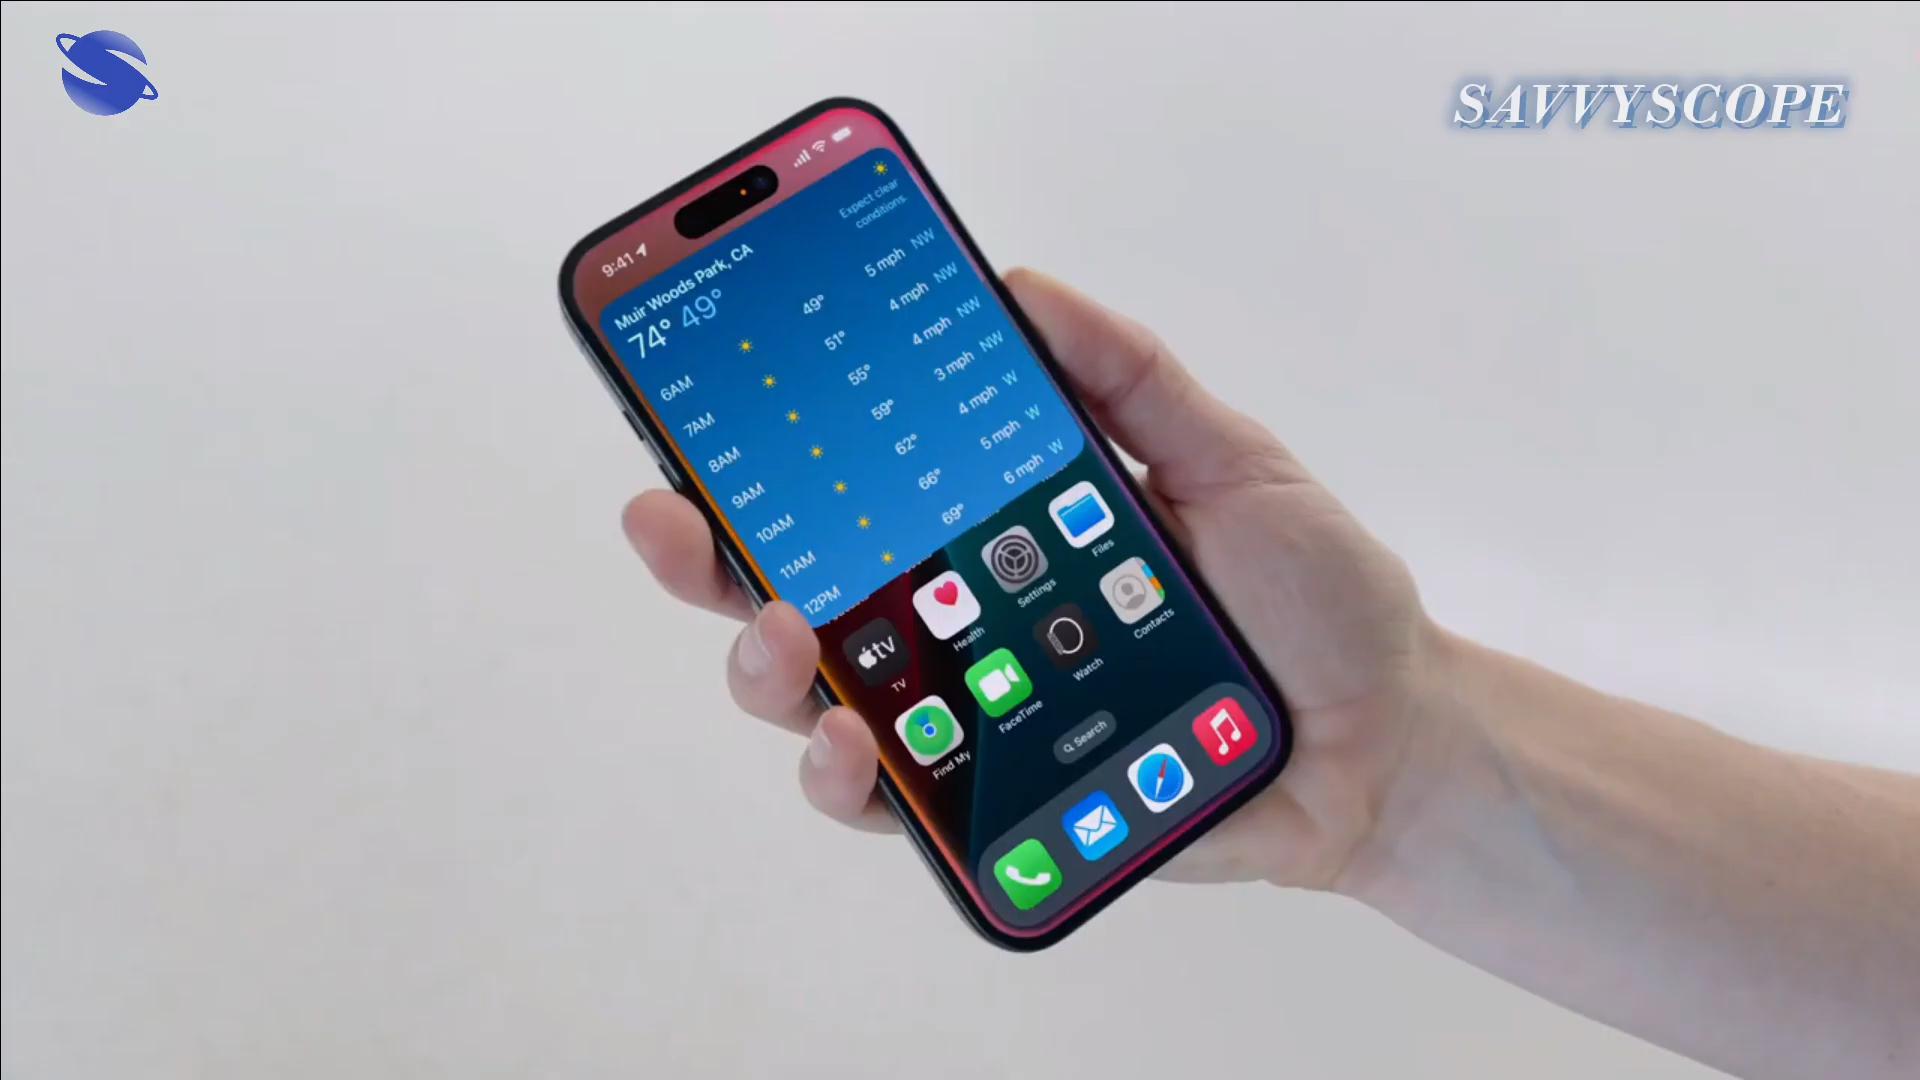 SAVVYSCOPE
9:41
Expect clear
conditions.
Muir Woods Park, CA
74° 49°
6AM 49° 5 mph NW
7AM 51° 4 mph NW
8AM 55° 4 mph NW
9AM 59° 3 mph NW
10AM 62° 4 mph W
11AM 66° 5 mph W
12PM 69° 6 mph W
tv
TV Health Settings Files
Find My FaceTime Watch Contacts
Search